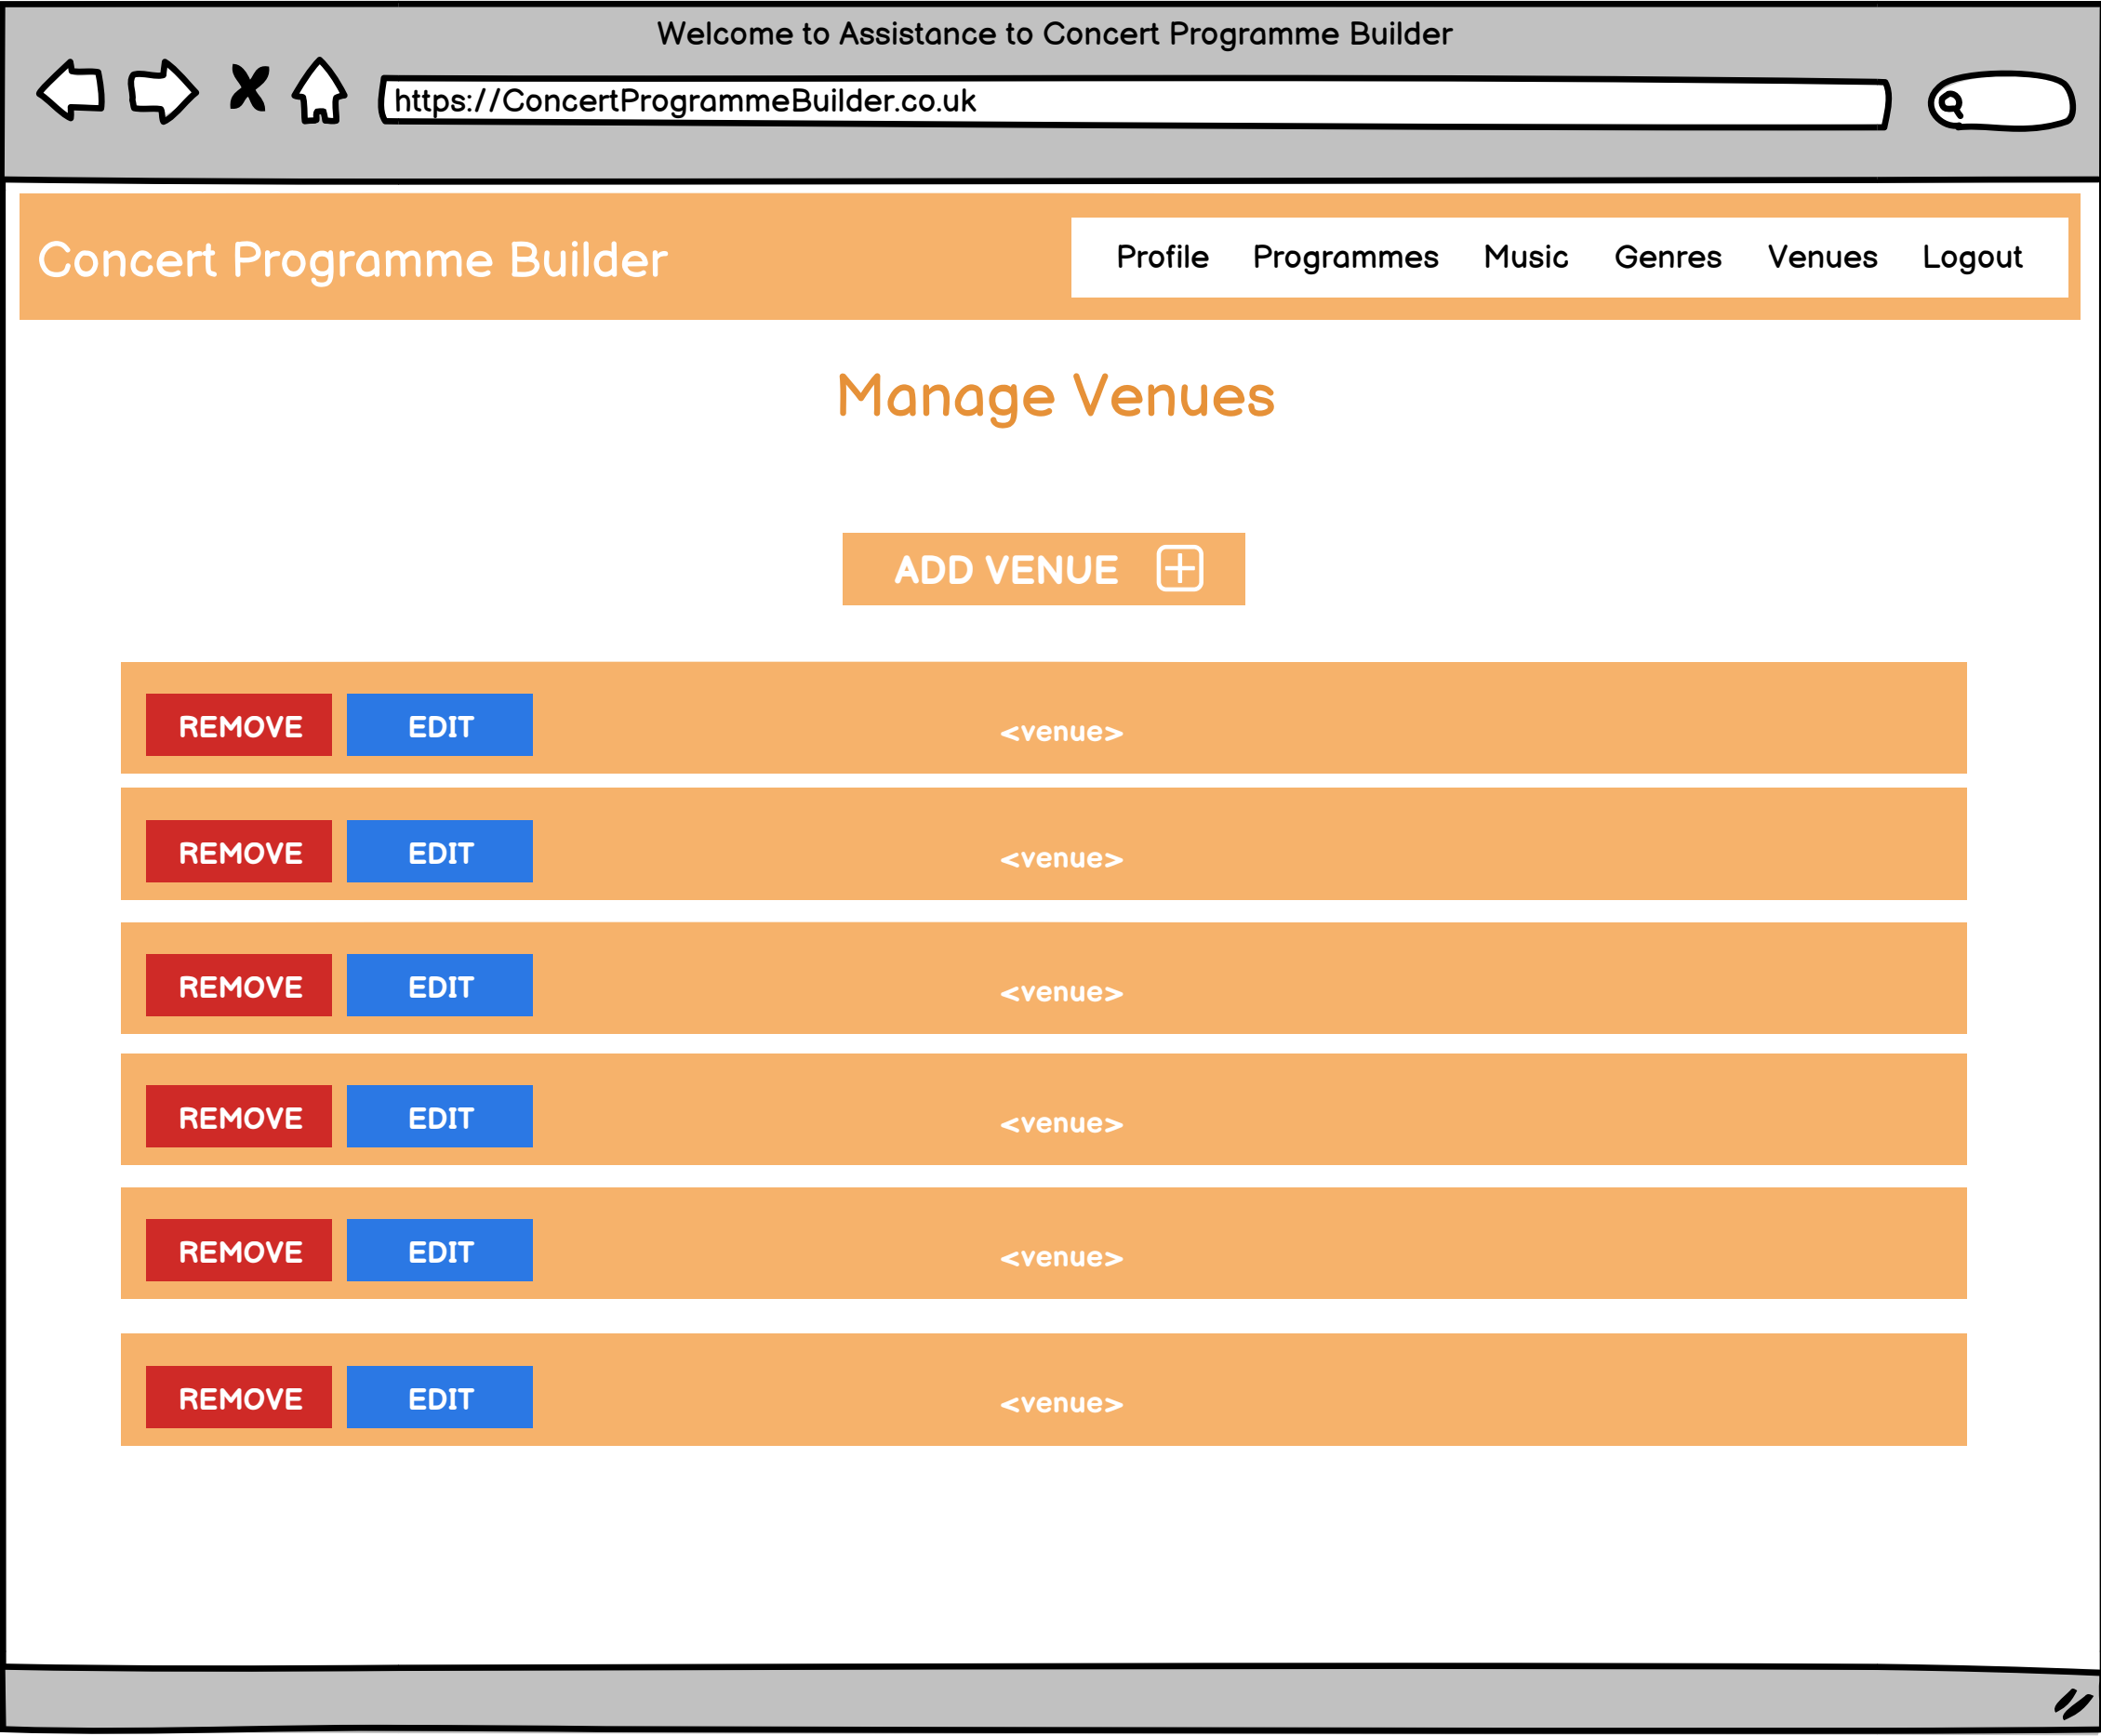 Welcome to Assistance to Concert Programme Builder
https://ConcertProgrammeBuilder.co.uk
Concert Programme Builder
Profile Programmes Music Genres Venues Logout
Manage Venues
ADD VENUE
REMOVE EDIT <venue>
REMOVE EDIT <venue>
REMOVE EDIT <venue>
REMOVE EDIT <venue>
REMOVE EDIT <venue>
REMOVE EDIT <venue>